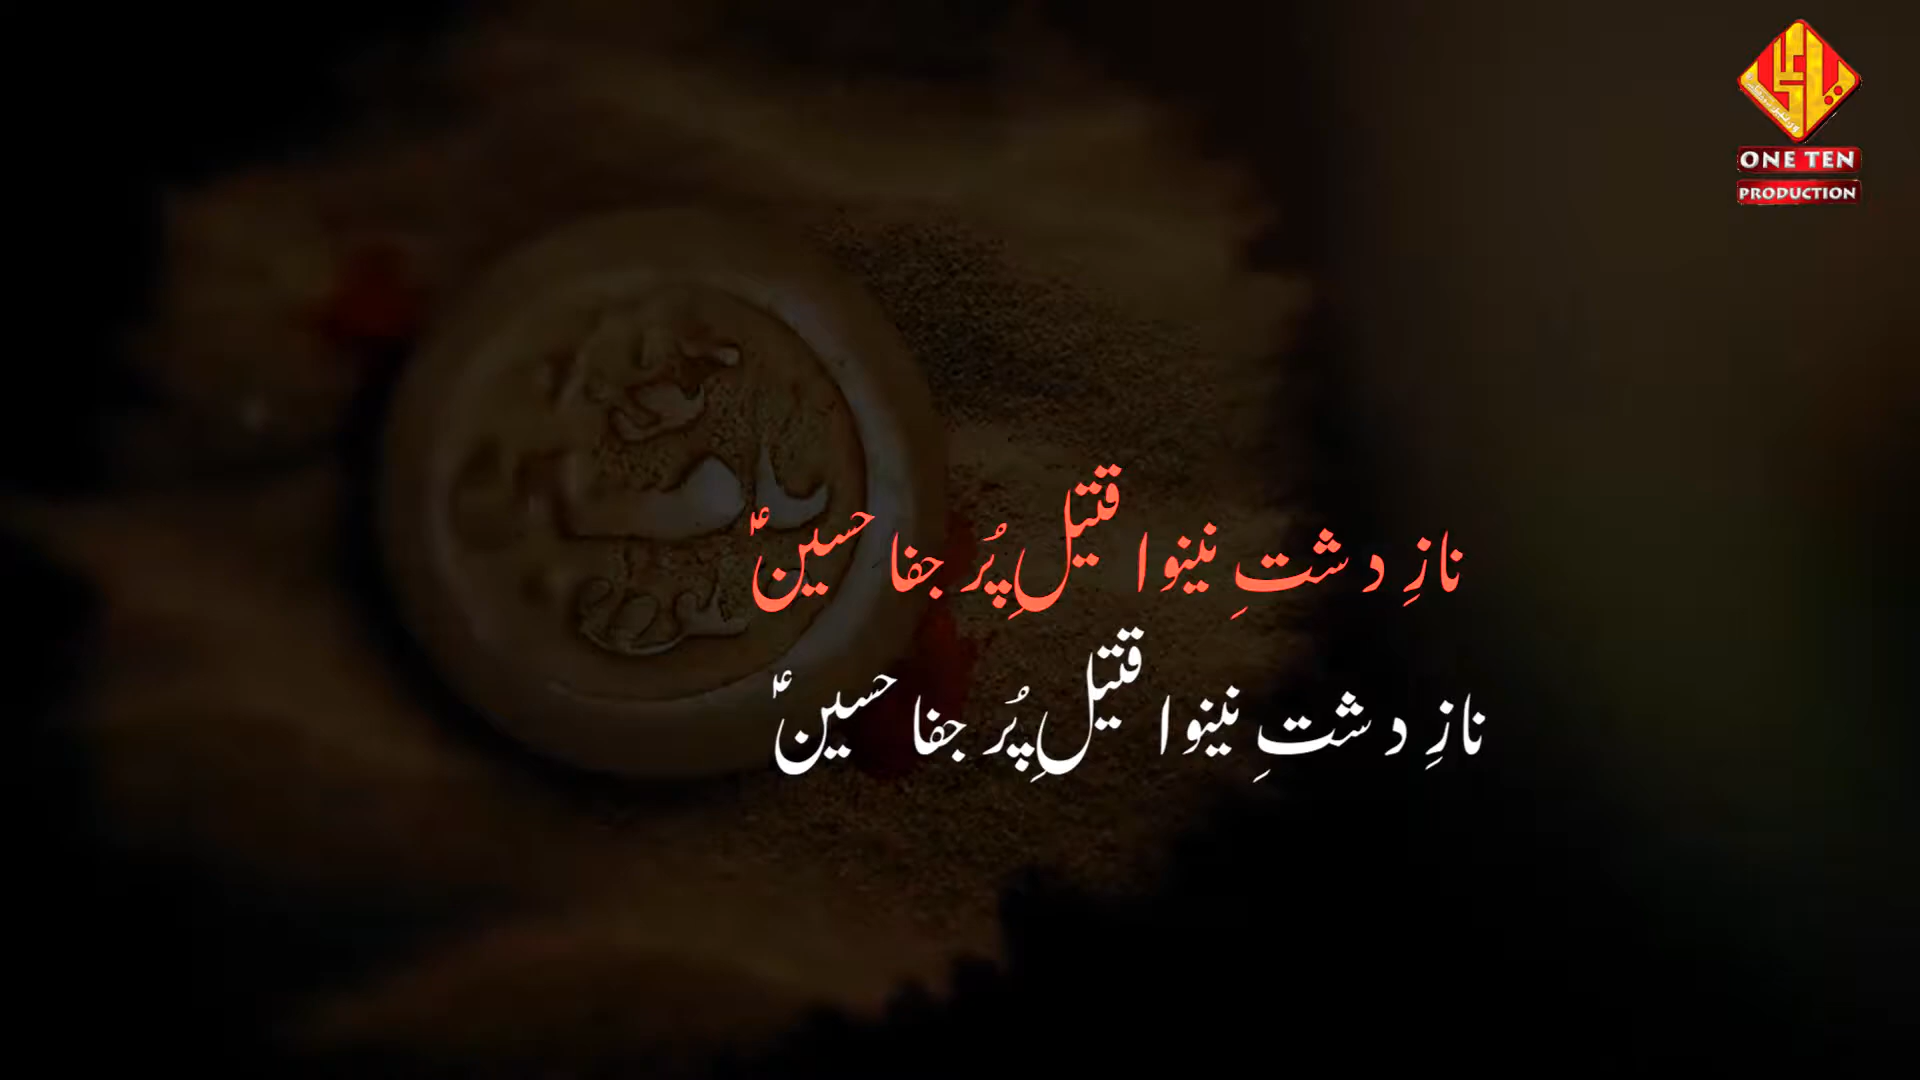 ONE TEN
PRODUCTION
نازِ دشتِ نینوا قتیلِ پُر جفا حسینؑ
نازِ دشتِ نینوا قتیلِ پُر جفا حسینؑ